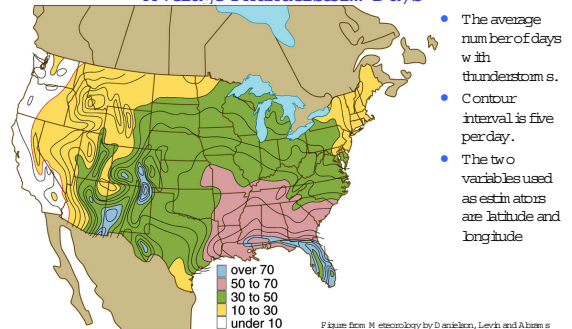 The average
number of days
with
thunderstorms.
Contour
interval is five
per day.
The two
variables used
as estimators
are latitude and
longitude
over 70
50 to 70
30 to 50
10 to 30
under 10
Figure from Meteorology by Danielson, Levin and Abrams